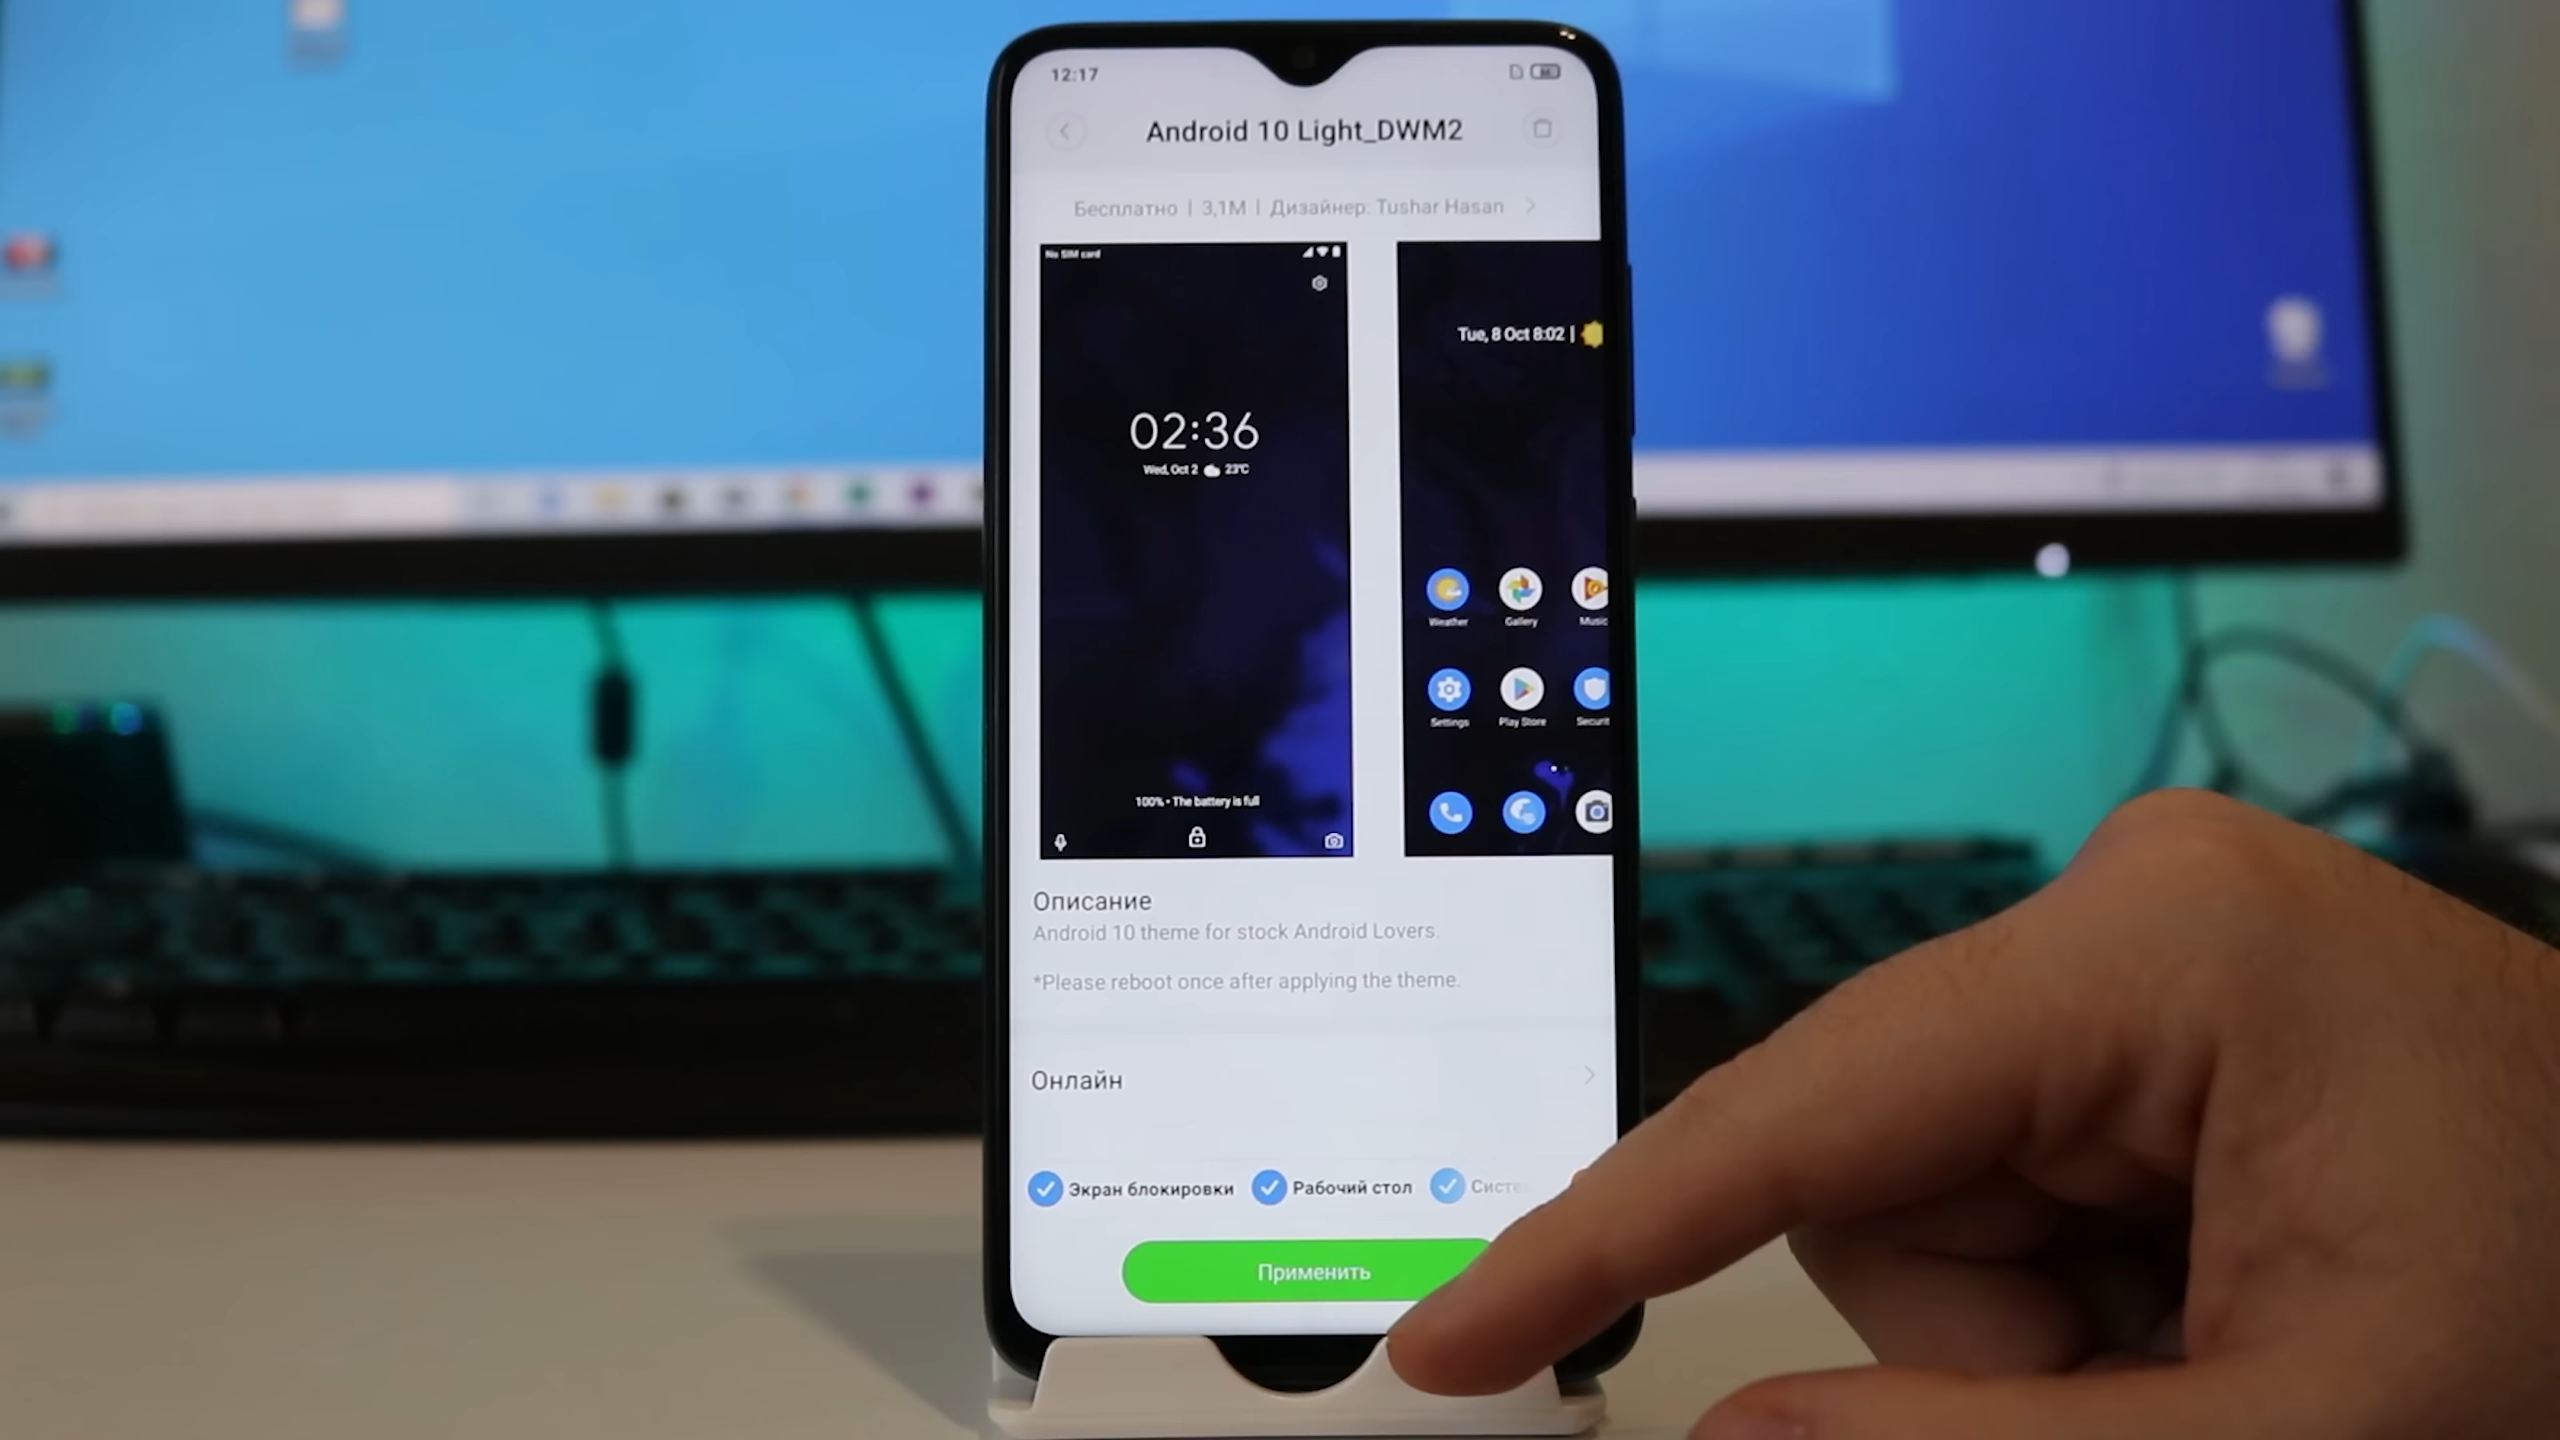 12:17
Android 10 Light_DWM2
Бесплатно | 3,1M | Дизайнер: Tushar Hasan
No SIM card
02:36
Wed, Oct 2 23°C
100% • The battery is full
Tue, 8 Oct 8:02 |
Weather Gallery Music
Settings Play Store Securit
Описание
Android 10 theme for stock Android Lovers.
*Please reboot once after applying the theme.
Онлайн
Экран блокировки Рабочий стол Систе
Применить